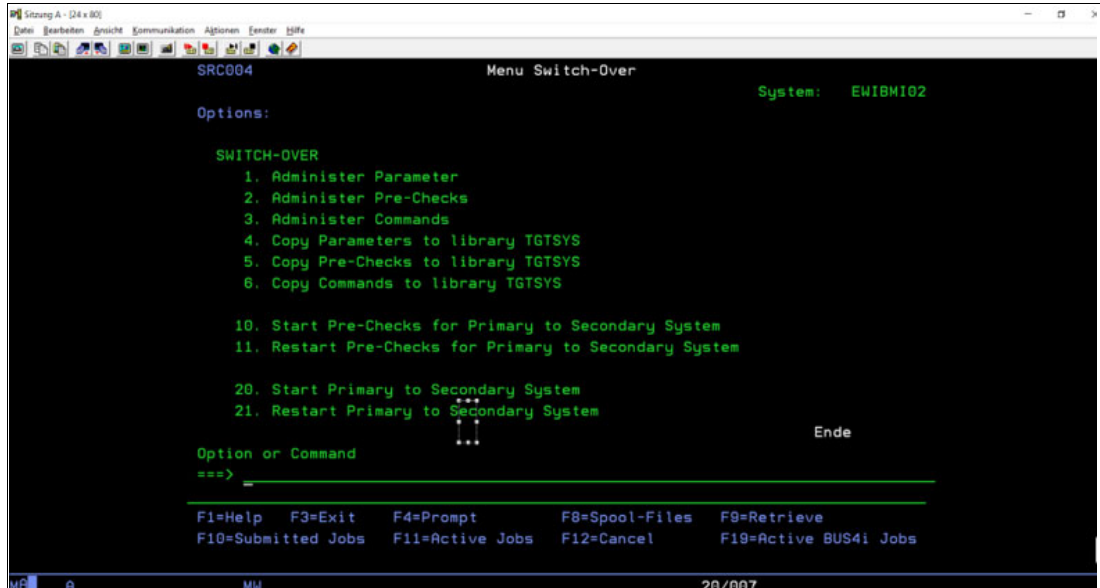 Sitzung A - [24 x 80]
Datei Bearbeiten Ansicht Kommunikation Aktionen Fenster Hilfe
SRC004 Menu Switch-Over
System: EWIBMI02
Options:
SWITCH-OVER
1. Administer Parameter
2. Administer Pre-Checks
3. Administer Commands
4. Copy Parameters to library TGTSYS
5. Copy Pre-Checks to library TGTSYS
6. Copy Commands to library TGTSYS
10. Start Pre-Checks for Primary to Secondary System
11. Restart Pre-Checks for Primary to Secondary System
20. Start Primary to Secondary System
21. Restart Primary to Secondary System
Ende
Option or Command
===>
F1=Help F3=Exit F4=Prompt F8=Spool-Files F9=Retrieve
F10=Submitted Jobs F11=Active Jobs F12=Cancel F19=Active BUS4i Jobs
MA A MW 20/007